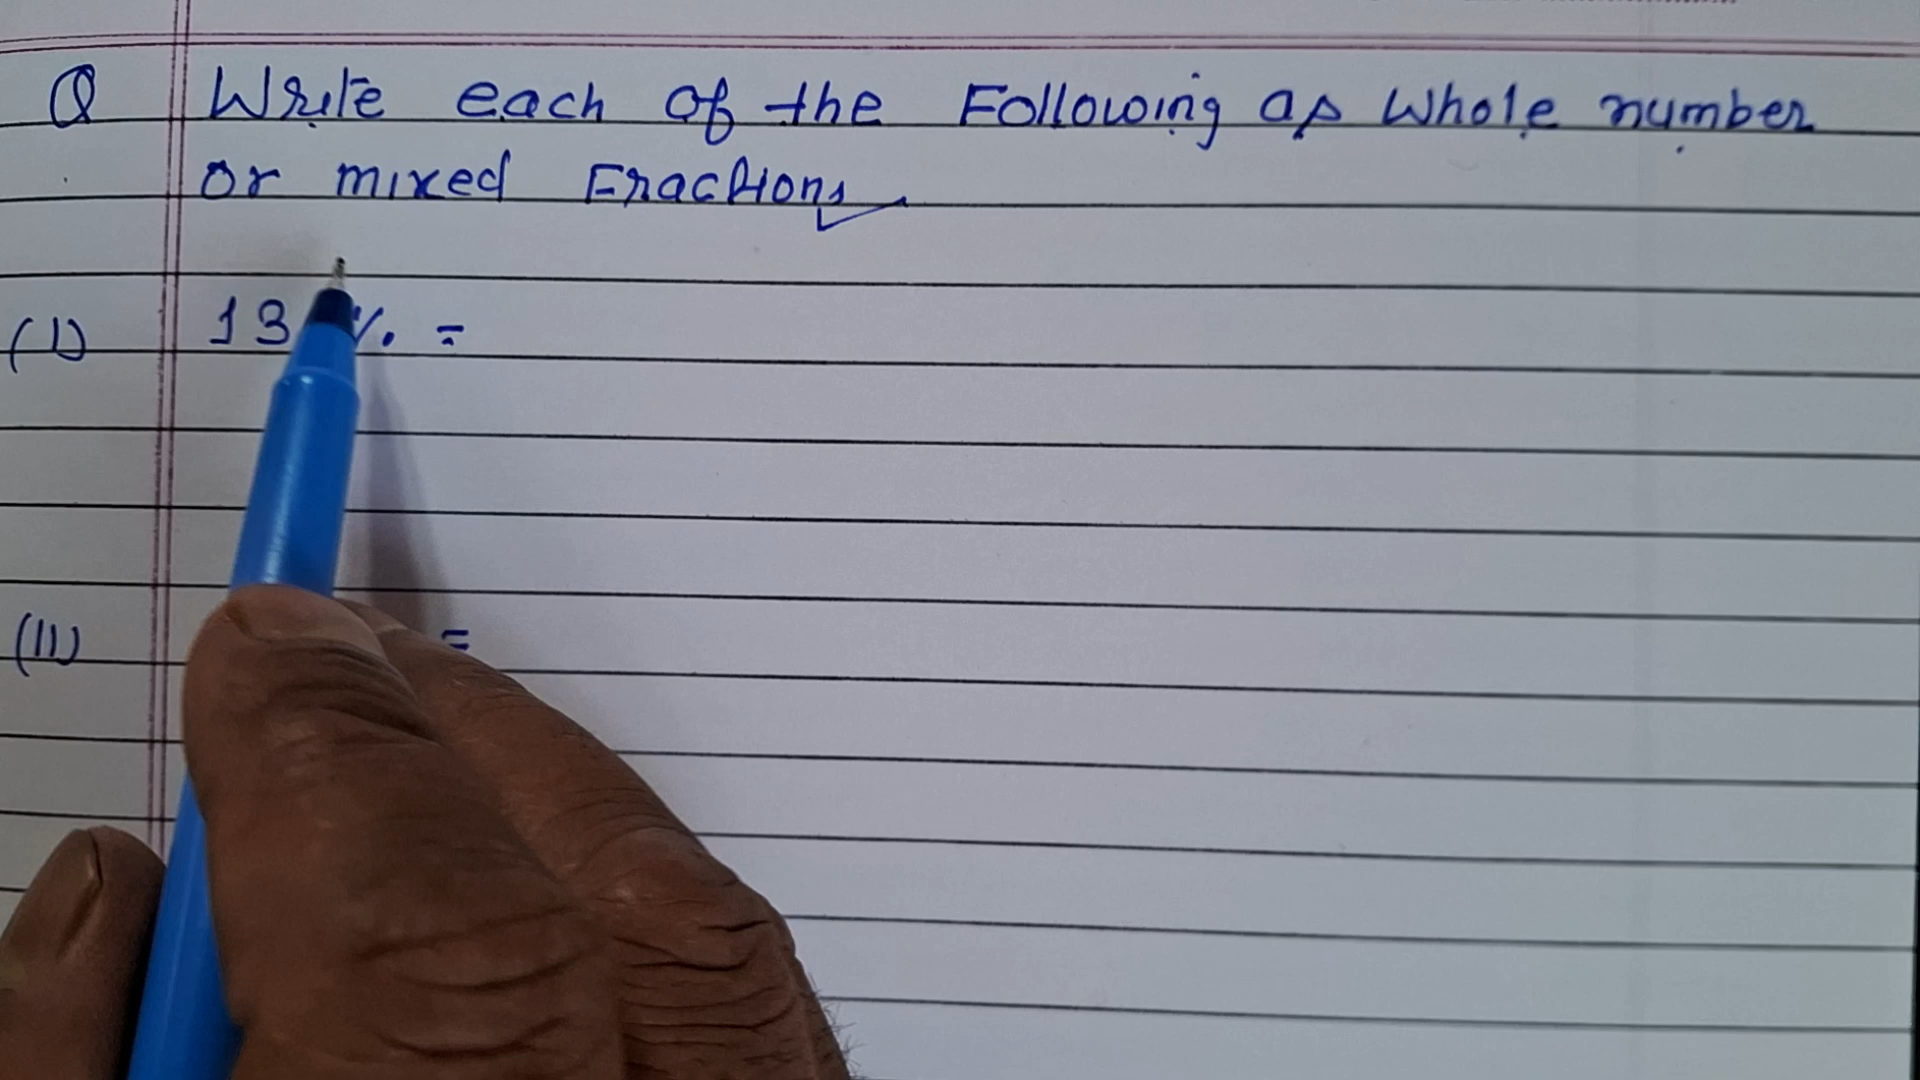 Q Write each of the Following as Whole number
or mixed Fractions
(I) 13 % =
(II) =